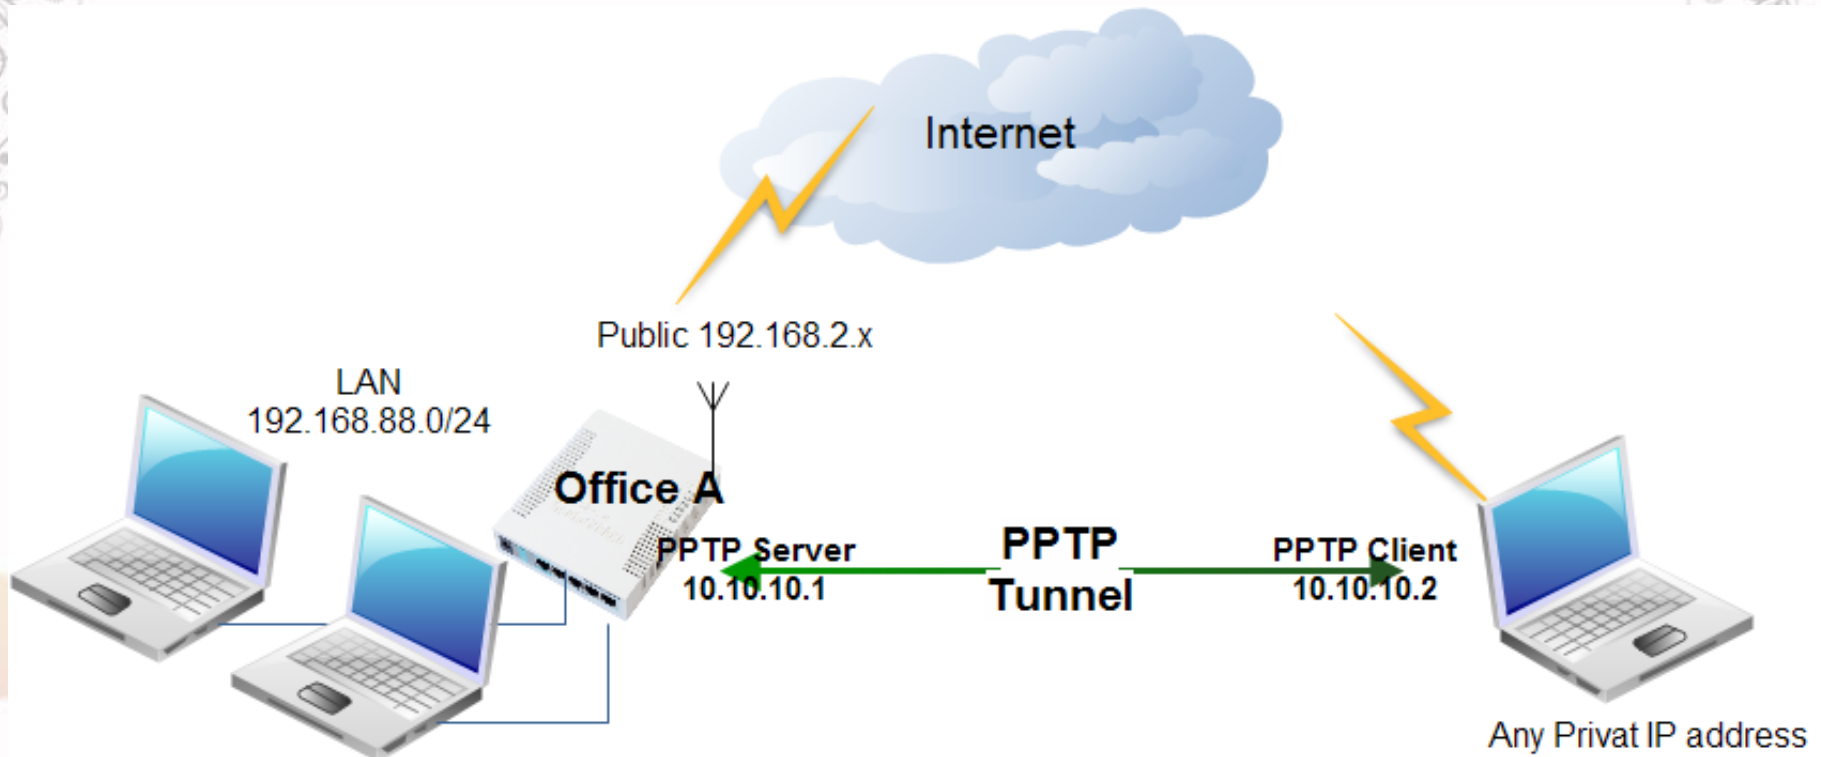 Internet
Public 192.168.2.x
LAN
192.168.88.0/24
Office A
PPTP Server
10.10.10.1
PPTP
Tunnel
PPTP Client
10.10.10.2
Any Privat IP address